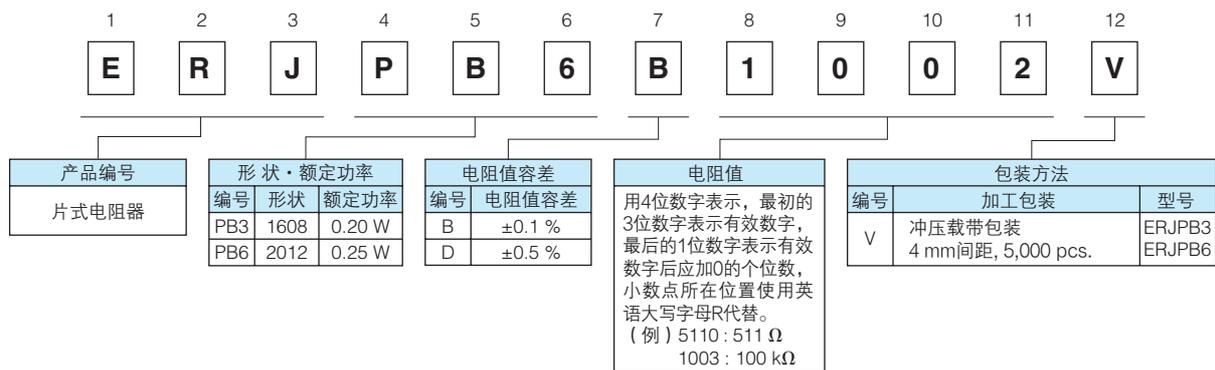 1 2 3 4 5 6 7 8 9 10 11 12
E R J P B 6 B 1 0 0 2 V
产品编号
片式电阻器
形 状・额定功率
编号 形状 额定功率
PB3 1608 0.20 W
PB6 2012 0.25 W
电阻值容差
编号 电阻值容差
B ±0.1 %
D ±0.5 %
电阻值
用4位数字表示，最初的
3位数字表示有效数字，
最后的1位数字表示有效
数字后应加0的个位数，
小数点所在位置使用英
语大写字母R代替。
（例）5110 : 511 Ω
1003 : 100 kΩ
包装方法
编号 加工包装 型号
V
冲压载带包装
4 mm间距, 5,000 pcs.
ERJPB3
ERJPB6